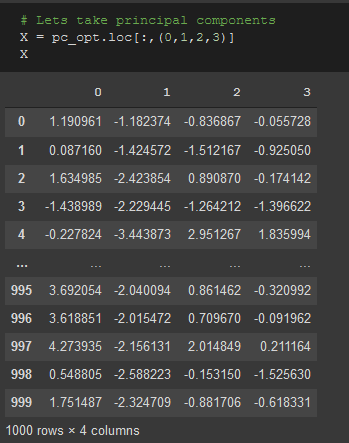 # Lets take principal components
X = pc_opt.loc[:,(0,1,2,3)]
X
0 1 2 3
0 1.190961 -1.182374 -0.836867 -0.055728
1 0.087160 -1.424572 -1.512167 -0.925050
2 1.634985 -2.423854 0.890870 -0.174142
3 -1.438989 -2.229445 -1.264212 -1.396622
4 -0.227824 -3.443873 2.951267 1.835994
... ... ... ... ...
995 3.692054 -2.040094 0.861462 -0.320992
996 3.618851 -2.015472 0.709670 -0.091962
997 4.273935 -2.156131 2.014849 0.211164
998 0.548805 -2.588223 -0.153150 -1.525630
999 1.751487 -2.324709 -0.881706 -0.618331
1000 rows × 4 columns